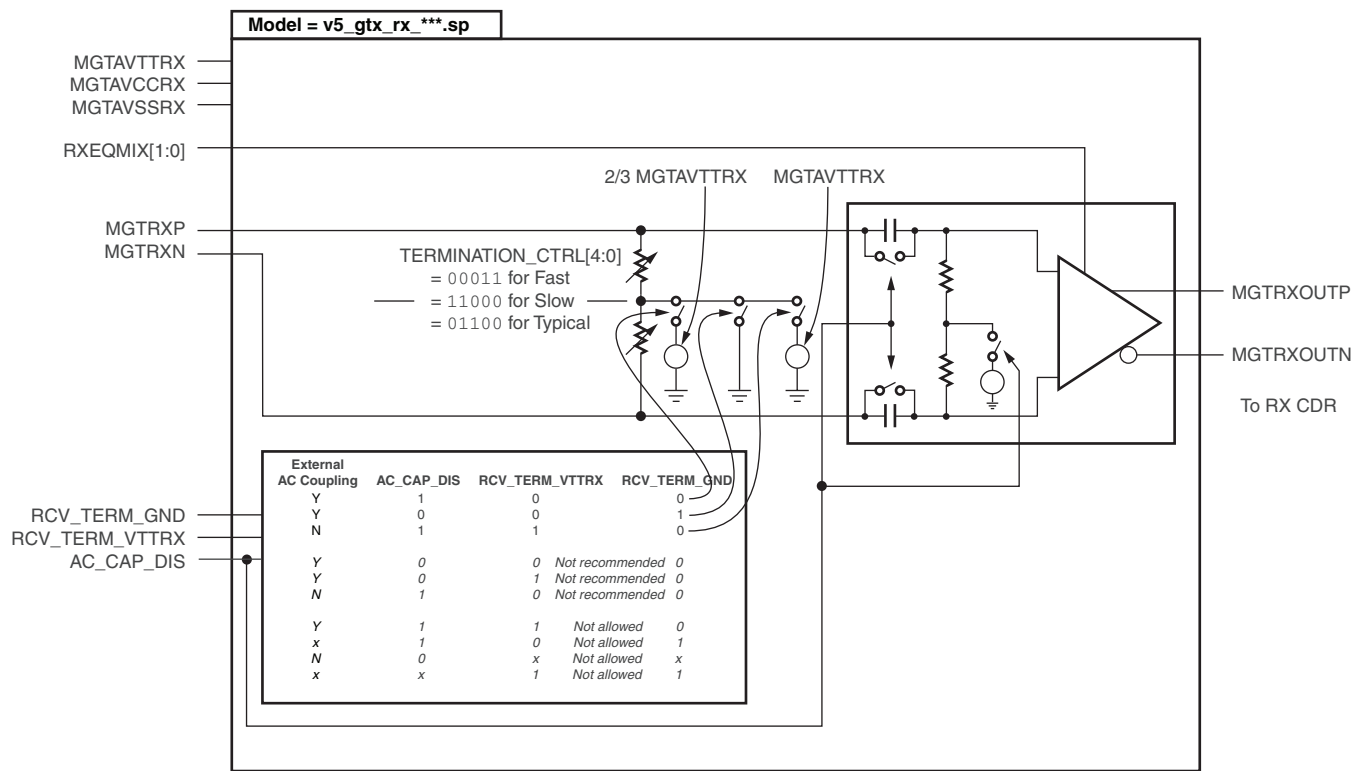 Model = v5_gtx_rx_***.sp
MGTAVTTRX
MGTAVCCRX
MGTAVSSRX
RXEQMIX[1:0]
2/3 MGTAVTTRX MGTAVTTRX
MGTRXP
MGTRXN
TERMINATION_CTRL[4:0]
= 00011 for Fast
= 11000 for Slow
= 01100 for Typical
MGTRXOUTP
MGTRXOUTN
To RX CDR
External
AC Coupling AC_CAP_DIS RCV_TERM_VTTRX RCV_TERM_GND
Y 1 0 0
Y 0 0 1
N 1 1 0
Y 0 0 Not recommended 0
Y 0 1 Not recommended 0
N 1 0 Not recommended 0
Y 1 1 Not allowed 0
x 1 0 Not allowed 1
N 0 x Not allowed x
x x 1 Not allowed 1
RCV_TERM_GND
RCV_TERM_VTTRX
AC_CAP_DIS